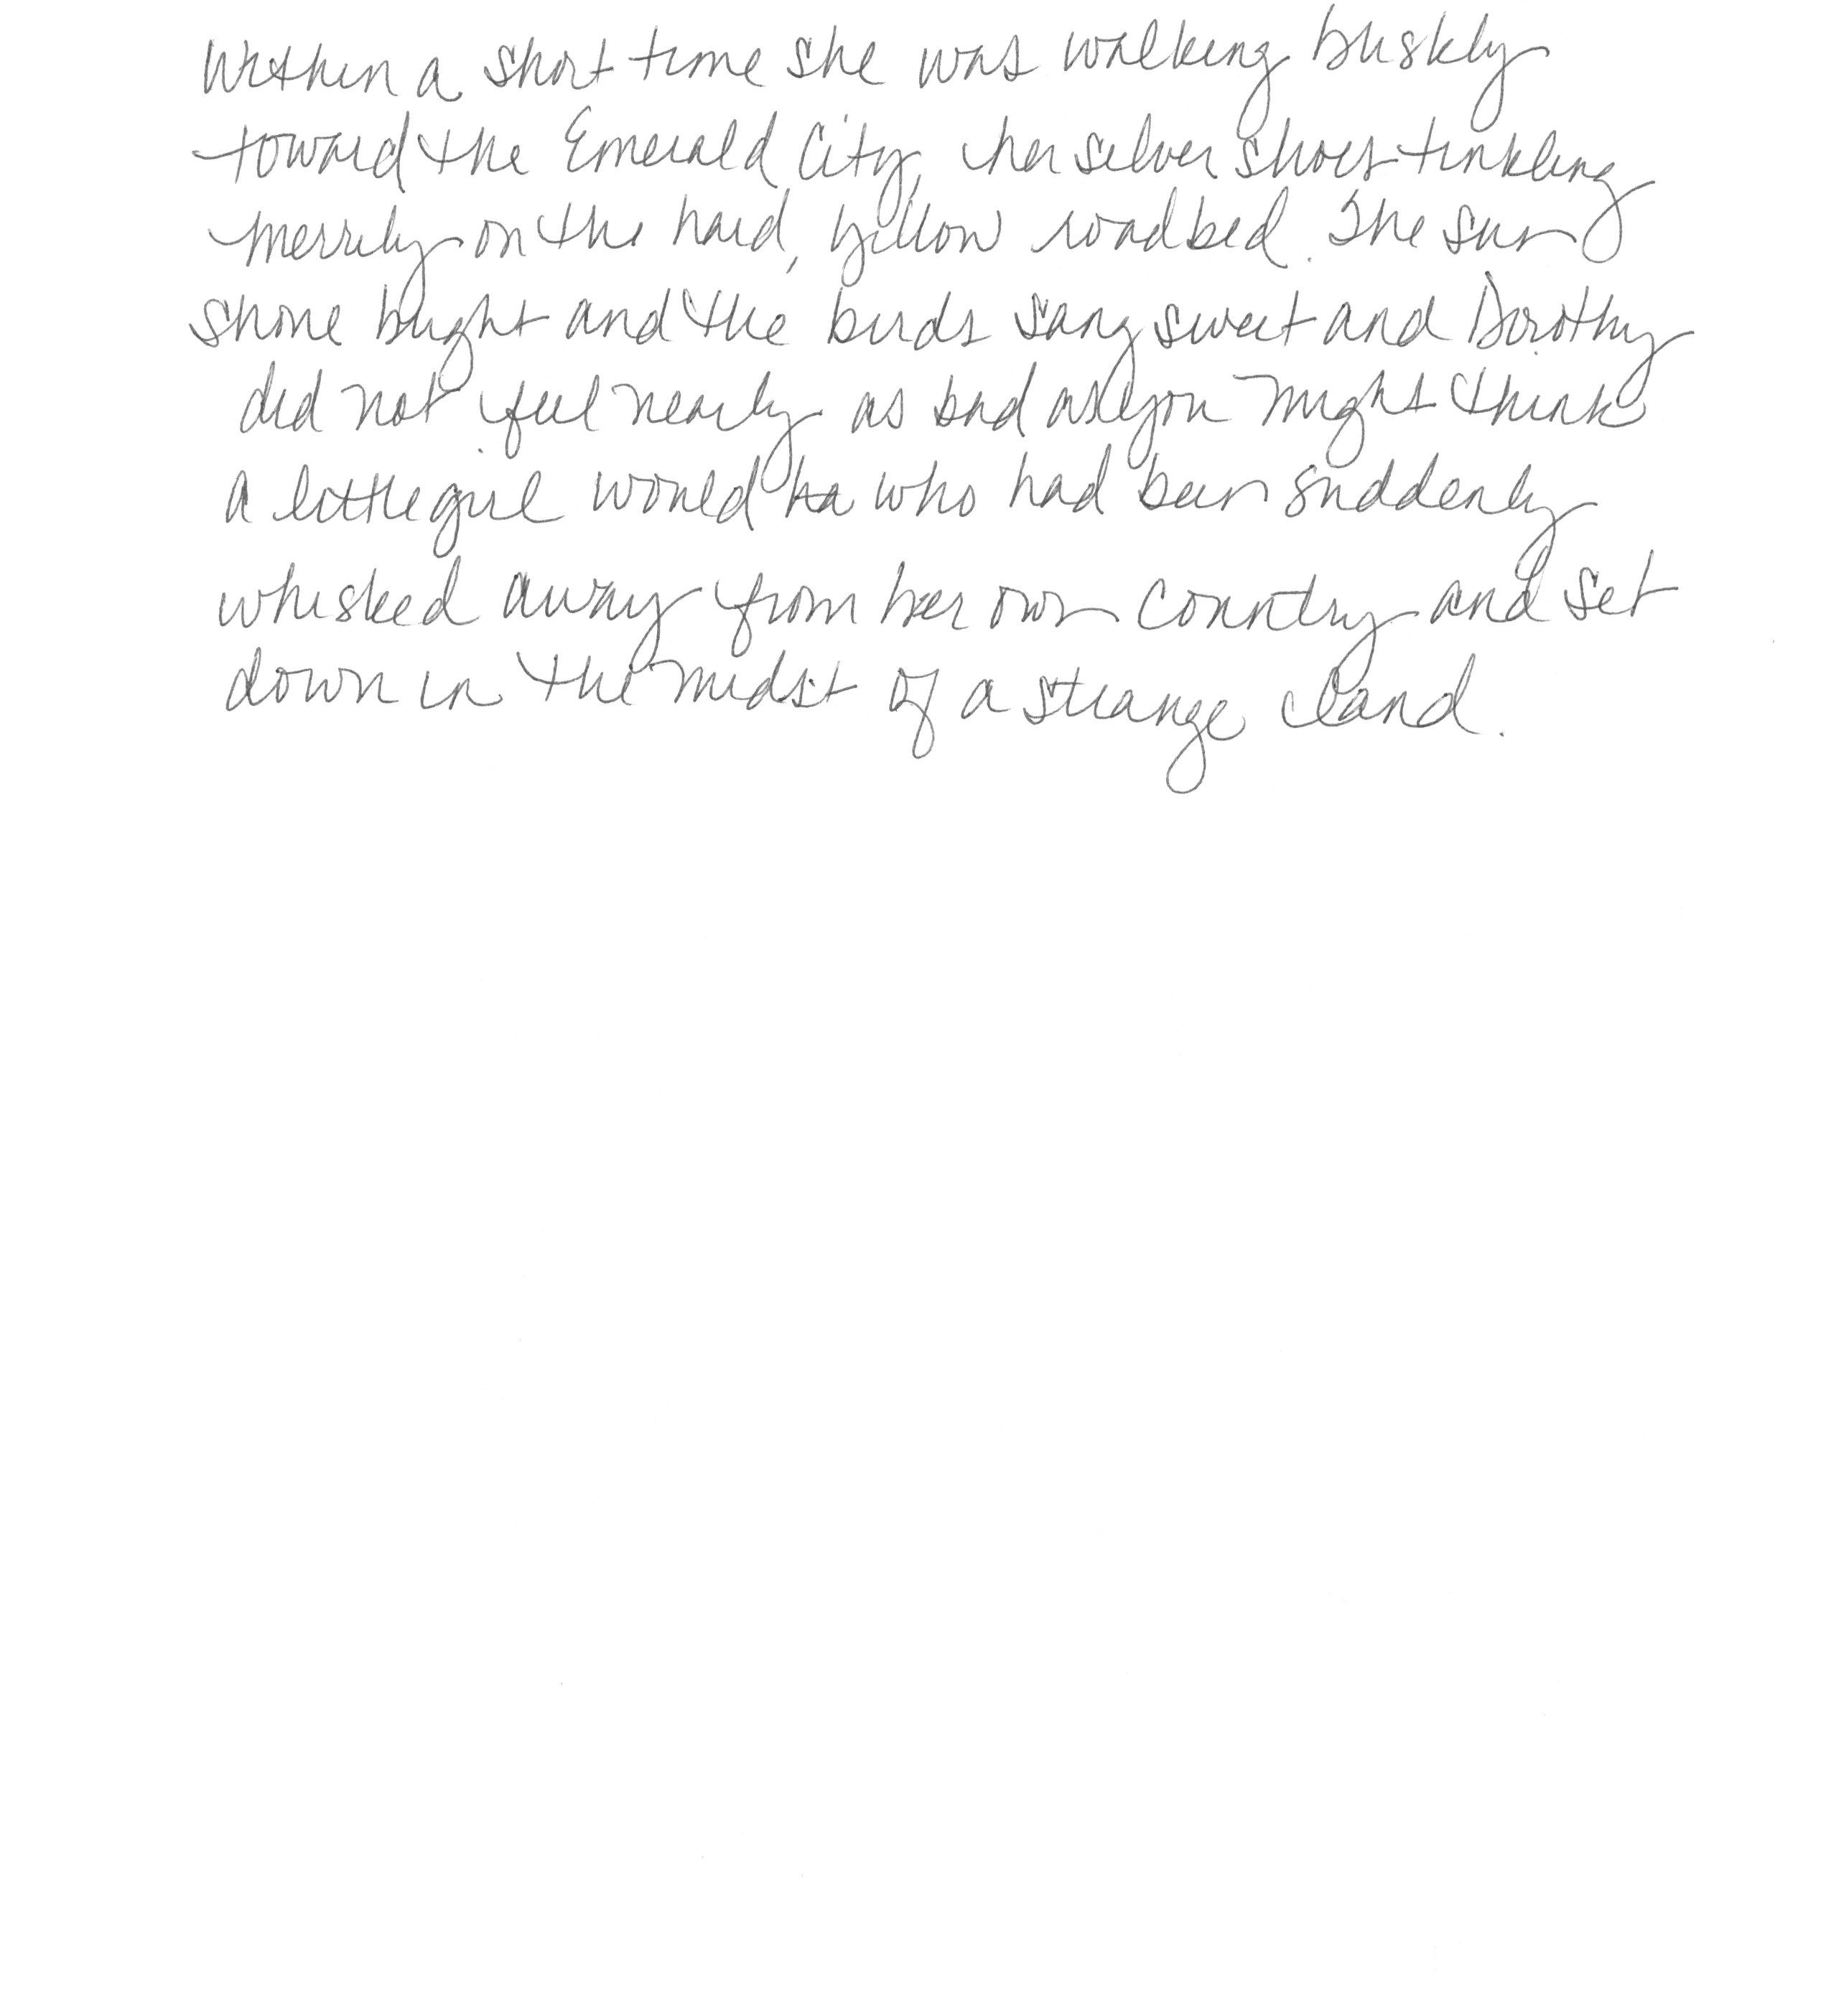 Within a short time she was walking briskly
toward the Emerald City, her silver shoes tinkling
merrily on the hard, yellow roadbed. The sun
shone bright and the birds sang sweet and Dorothy
did not feel nearly as bad as you might think
a little girl would ha who had been suddenly
whisked away from her own country and set
down in the midst of a strange land.